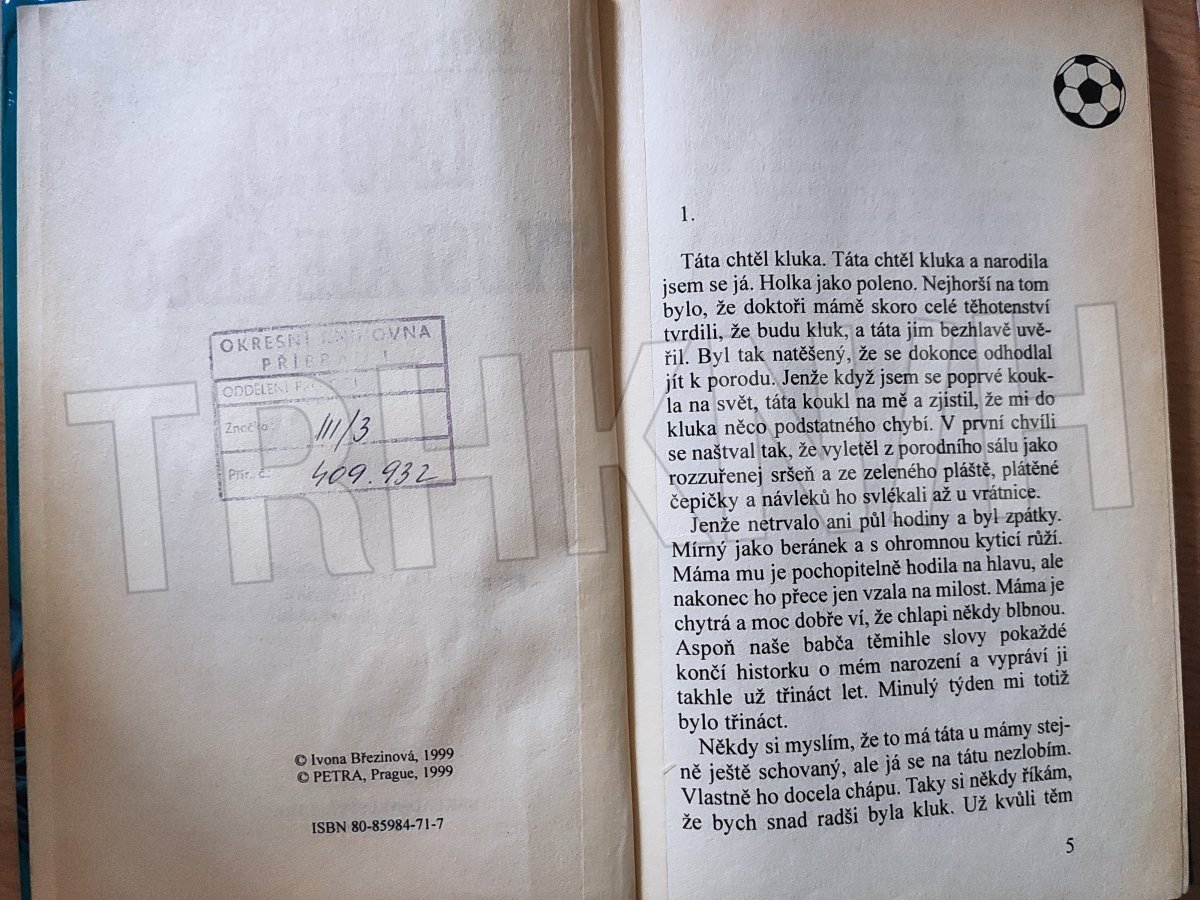 OKRESNÍ KNIHOVNA
PŘÍBRAM
ODDĚLENÍ
Značka: III/3
Přír. č. 409.932
© Ivona Březinová, 1999
© PETRA, Prague, 1999
ISBN 80-85984-71-7
1.
Táta chtěl kluka. Táta chtěl kluka a narodila
jsem se já. Holka jako poleno. Nejhorší na tom
bylo, že doktoři mámě skoro celé těhotenství
tvrdili, že budu kluk, a táta jim bezhlavě uvě-
řil. Byl tak natěšený, že se dokonce odhodlal
jít k porodu. Jenže když jsem se poprvé kouk-
la na svět, táta koukl na mě a zjistil, že mi do
kluka něco podstatného chybí. V první chvíli
se naštval tak, že vyletěl z porodního sálu jako
rozzuřenej sršeň a ze zeleného pláště, plátěné
čepičky a návleků ho svlékali až u vrátnice.
Jenže netrvalo ani půl hodiny a byl zpátky.
Mírný jako beránek a s ohromnou kyticí růží.
Máma mu je pochopitelně hodila na hlavu, ale
nakonec ho přece jen vzala na milost. Máma je
chytrá a moc dobře ví, že chlapi někdy blbnou.
Aspoň naše babča těmihle slovy pokaždé
končí historku o mém narození a vypráví ji
takhle už třináct let. Minulý týden mi totiž
bylo třináct.
Někdy si myslím, že to má táta u mámy stej-
ně ještě schovaný, ale já se na tátu nezlobím.
Vlastně ho docela chápu. Taky si někdy říkám,
že bych snad radši byla kluk. Už kvůli těm
5
TRHKNIH